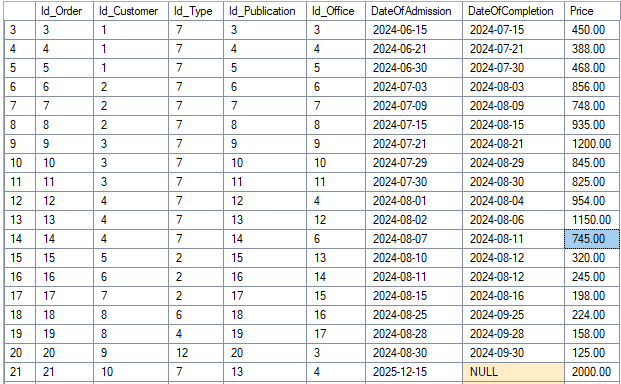 Id_Order Id_Customer Id_Type Id_Publication Id_Office DateOfAdmission DateOfCompletion Price
3 3 1 7 3 3 2024-06-15 2024-07-15 450.00
4 4 1 7 4 4 2024-06-21 2024-07-21 388.00
5 5 1 7 5 5 2024-06-30 2024-07-30 468.00
6 6 2 7 6 6 2024-07-03 2024-08-03 856.00
7 7 2 7 7 7 2024-07-09 2024-08-09 748.00
8 8 2 7 8 8 2024-07-15 2024-08-15 935.00
9 9 3 7 9 9 2024-07-21 2024-08-21 1200.00
10 10 3 7 10 10 2024-07-29 2024-08-29 845.00
11 11 3 7 11 11 2024-07-30 2024-08-30 825.00
12 12 4 7 12 4 2024-08-01 2024-08-04 954.00
13 13 4 7 13 12 2024-08-02 2024-08-06 1150.00
14 14 4 7 14 6 2024-08-07 2024-08-11 745.00
15 15 5 2 15 13 2024-08-10 2024-08-12 320.00
16 16 6 2 16 14 2024-08-11 2024-08-12 245.00
17 17 7 2 17 15 2024-08-15 2024-08-16 198.00
18 18 8 6 18 16 2024-08-25 2024-09-25 224.00
19 19 8 4 19 17 2024-08-28 2024-09-28 158.00
20 20 9 12 20 3 2024-08-30 2024-09-30 125.00
21 21 10 7 13 4 2025-12-15 NULL 2000.00